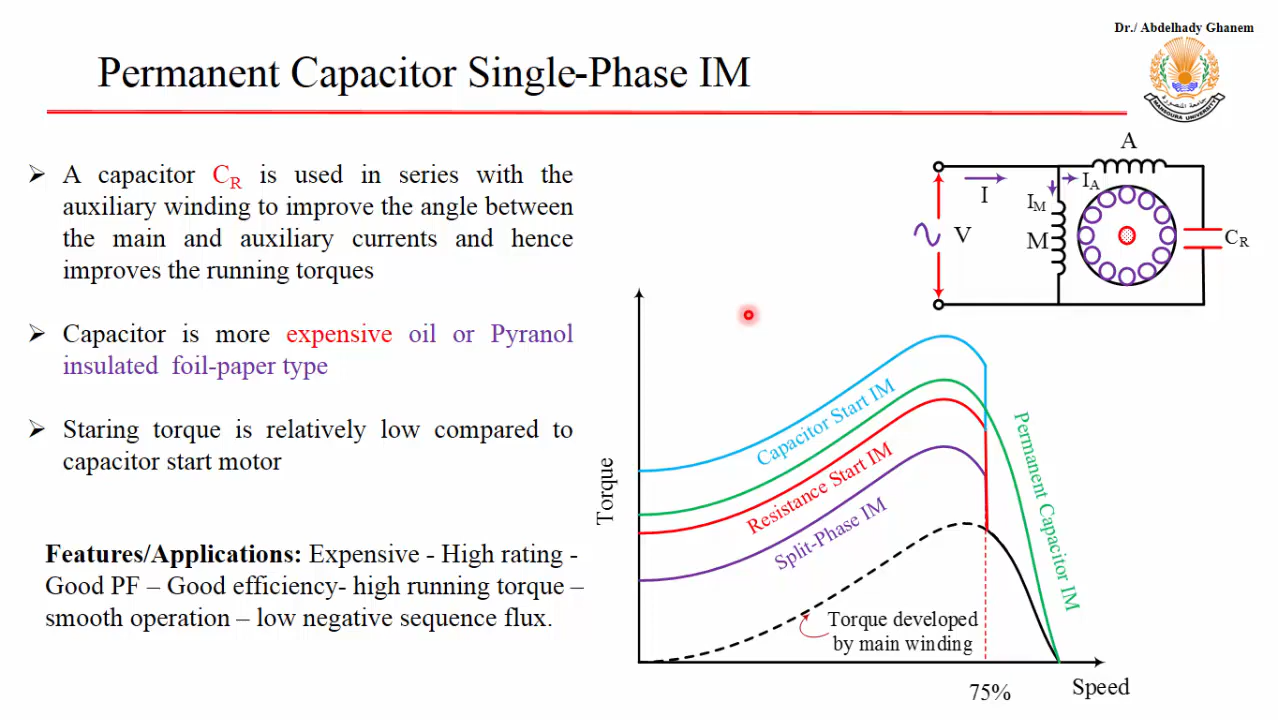 Dr./ Abdelhady Ghanem
Permanent Capacitor Single-Phase IM
MANSOURA UNIVERSITY
➢ A capacitor CR is used in series with the
auxiliary winding to improve the angle between
the main and auxiliary currents and hence
improves the running torques
➢ Capacitor is more expensive oil or Pyranol
insulated foil-paper type
➢ Staring torque is relatively low compared to
capacitor start motor
Features/Applications: Expensive - High rating -
Good PF – Good efficiency- high running torque –
smooth operation – low negative sequence flux.
A
I
IA
IM
V
M
CR
Torque
Capacitor Start IM
Resistance Start IM
Split-Phase IM
Permanent Capacitor IM
Torque developed
by main winding
75%
Speed